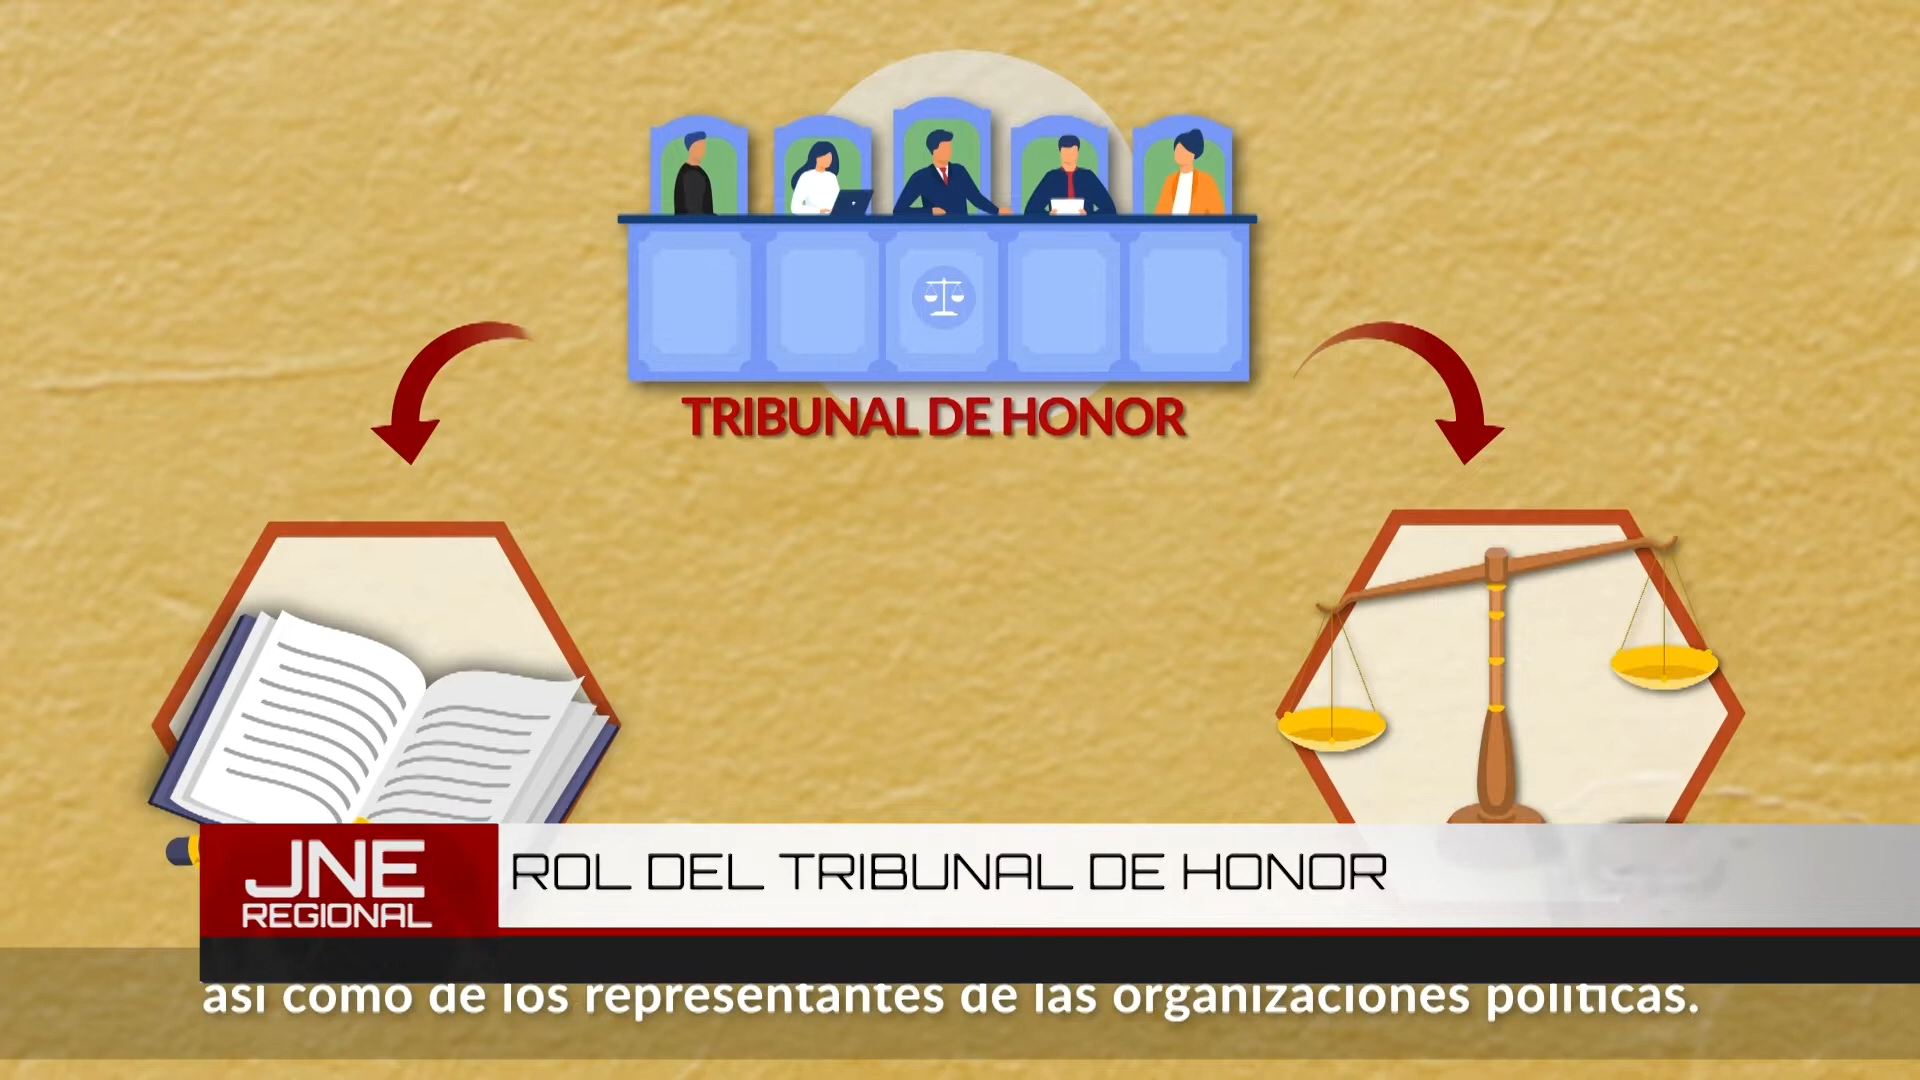 TRIBUNAL DE HONOR
JNE
REGIONAL
ROL DEL TRIBUNAL DE HONOR
así como de los representantes de las organizaciones políticas.